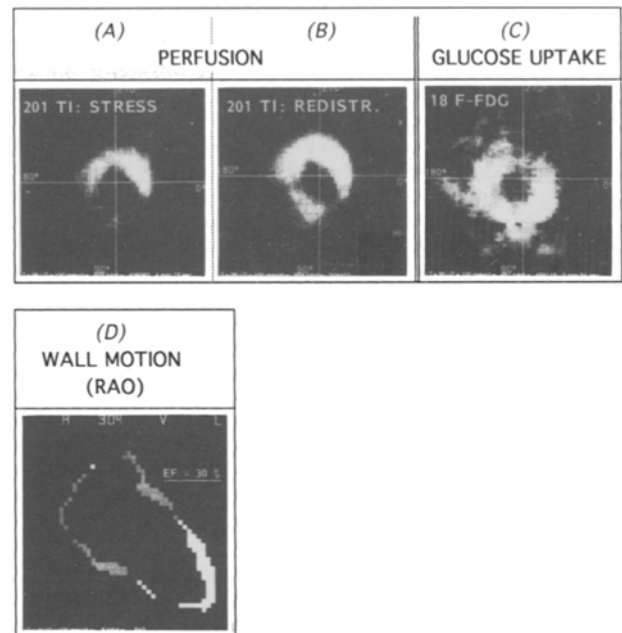 (A) (B) (C)
PERFUSION GLUCOSE UPTAKE
201 Tl: STRESS 201 Tl: REDISTR. 18 F-FDG
(D)
WALL MOTION
(RAO)
30% V L
EF = 30 %